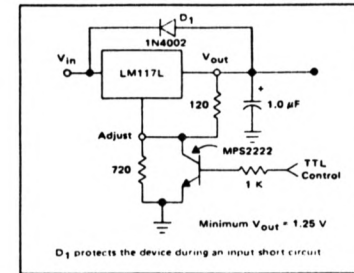 D1
1N4002
Vin
Vout
LM117L
120
+
1.0 μF
Adjust
MPS2222
720
TTL
Control
1 K
Minimum Vout = 1.25 V
D1 protects the device during an input short circuit